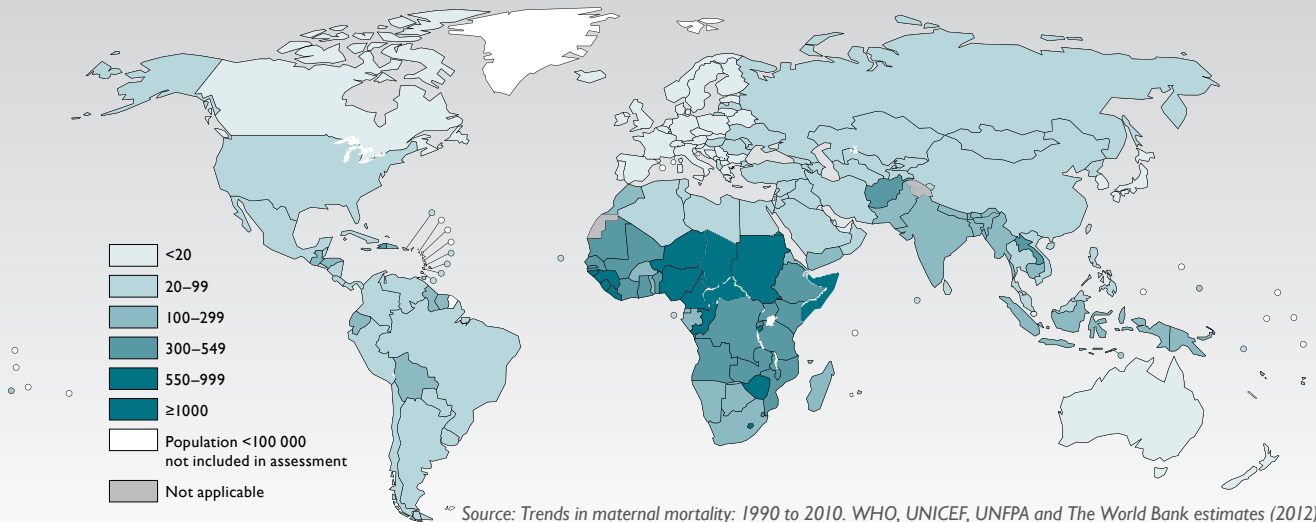 <20
20–99
100–299
300–549
550–999
≥1000
Population <100 000
not included in assessment
Not applicable
Source: Trends in maternal mortality: 1990 to 2010. WHO, UNICEF, UNFPA and The World Bank estimates (2012)